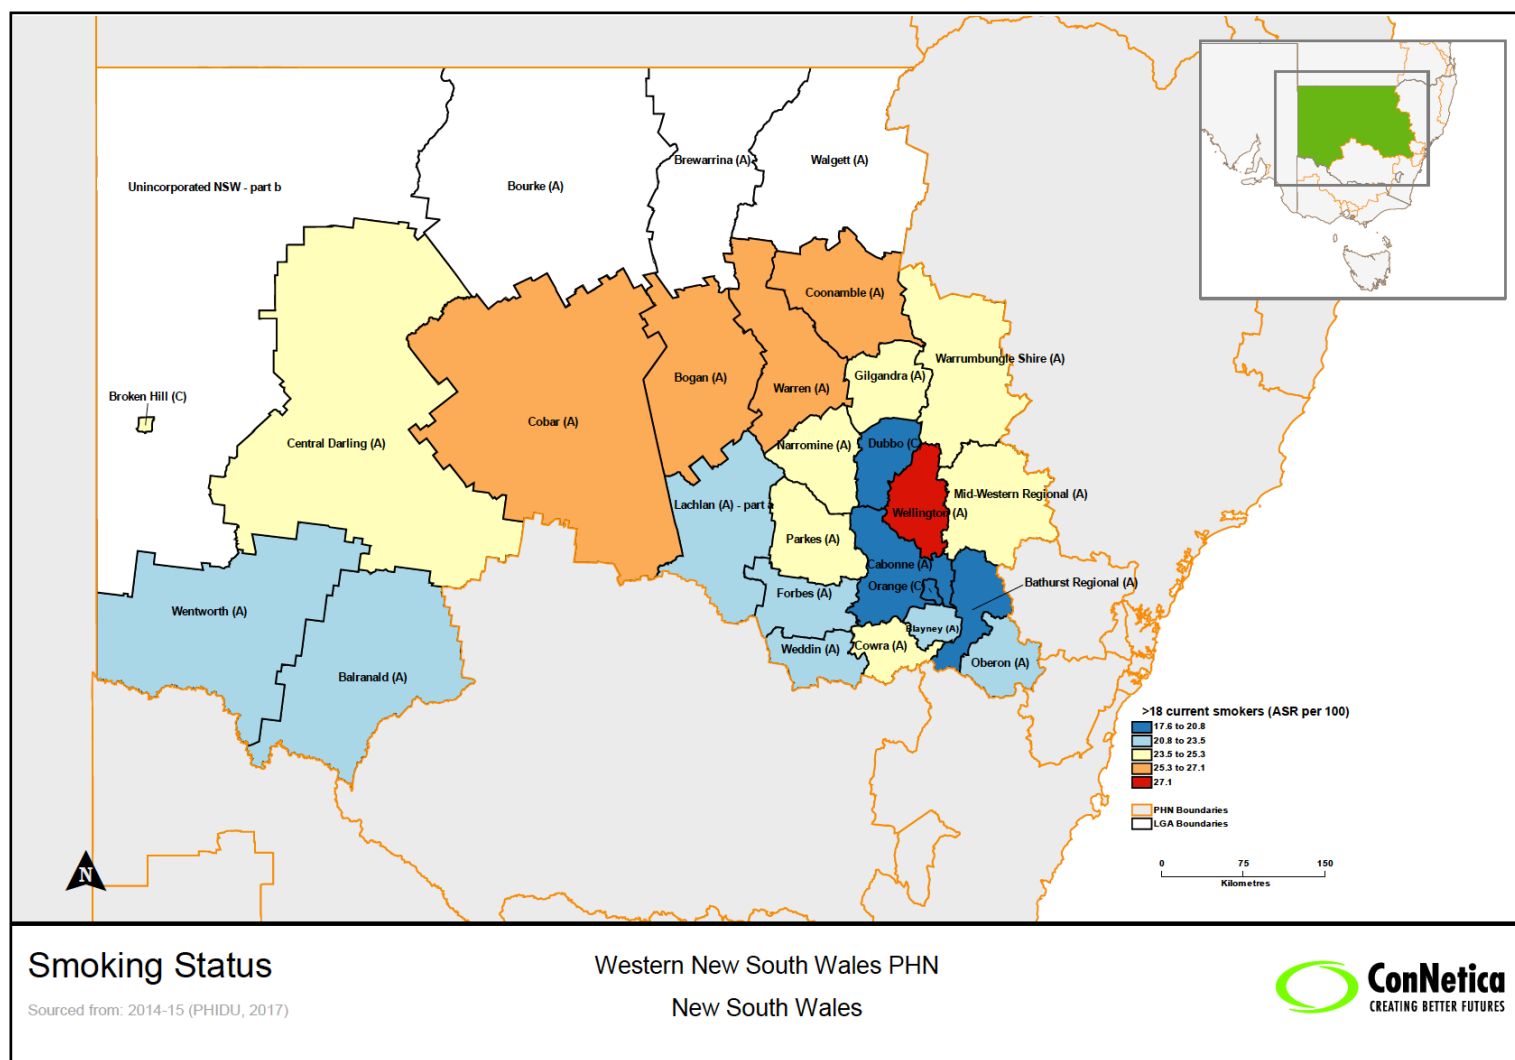 Unincorporated NSW - part b
Bourke (A)
Brewarrina (A)
Walgett (A)
Coonamble (A)
Warrumbungle Shire (A)
Gilgandra (A)
Bogan (A)
Warren (A)
Broken Hill (C)
Cobar (A)
Central Darling (A)
Narromine (A)
Dubbo (C)
Mid-Western Regional (A)
Lachlan (A) - part a
Wellington (A)
Parkes (A)
Cabonne (A)
Orange (C)
Bathurst Regional (A)
Forbes (A)
Wentworth (A)
Blayney (A)
Weddin (A)
Cowra (A)
Oberon (A)
Balranald (A)
>18 current smokers (ASR per 100)
17.6 to 20.8
20.8 to 23.5
23.5 to 25.3
25.3 to 27.1
27.1
PHN Boundaries
LGA Boundaries
0 75 150
Kilometres
N
Smoking Status
Sourced from: 2014-15 (PHIDU, 2017)
Western New South Wales PHN
New South Wales
ConNetica
CREATING BETTER FUTURES